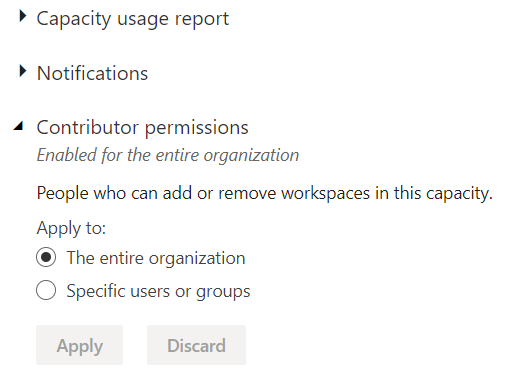 Capacity usage report
Notifications
Contributor permissions
Enabled for the entire organization
People who can add or remove workspaces in this capacity.
Apply to:
The entire organization
Specific users or groups
Apply Discard